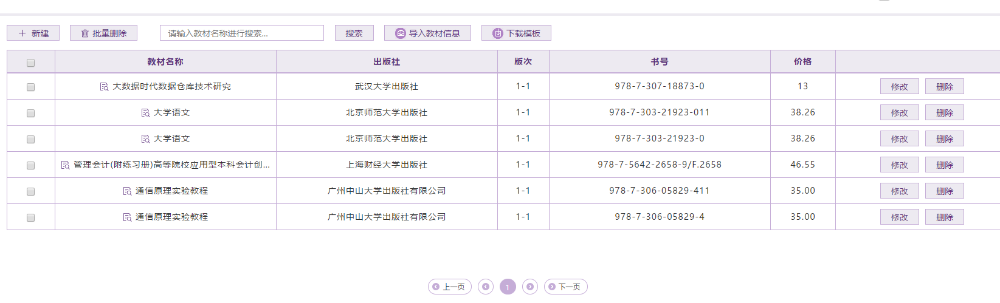 新建 批量删除 请输入教材名称进行搜索... 搜索 导入教材信息 下载模板
教材名称 出版社 版次 书号 价格
大数据时代数据仓库技术研究 武汉大学出版社 1-1 978-7-307-18873-0 13 修改 删除
大学语文 北京师范大学出版社 1-1 978-7-303-21923-011 38.26 修改 删除
大学语文 北京师范大学出版社 1-1 978-7-303-21923-0 38.26 修改 删除
管理会计(附练习册)高等院校应用型本科会计创... 上海财经大学出版社 1-1 978-7-5642-2658-9/F.2658 46.55 修改 删除
通信原理实验教程 广州中山大学出版社有限公司 1-1 978-7-306-05829-411 35.00 修改 删除
通信原理实验教程 广州中山大学出版社有限公司 1-1 978-7-306-05829-4 35.00 修改 删除
上一页 1 下一页